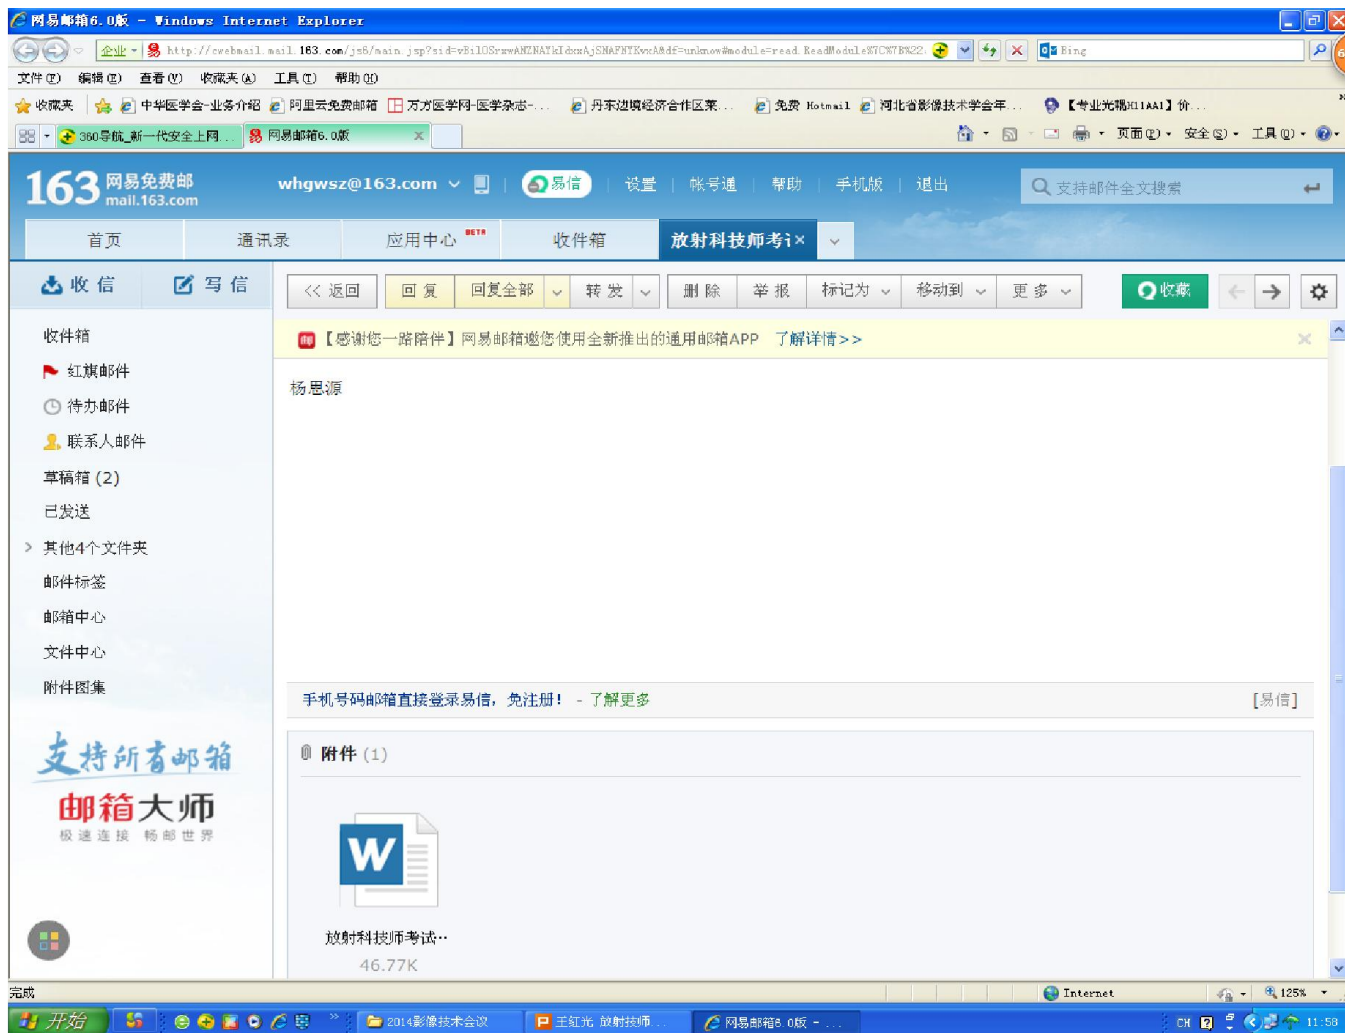 网易邮箱6.0版 - Windows Internet Explorer
企业
文件(F) 编辑(E) 查看(V) 收藏夹(A) 工具(T) 帮助(H)
Bing
收藏夹 中华医学会-业务介绍 阿里云免费邮箱 万方医学网-医学杂志-... 丹东边境经济合作区莱... 免费 Hotmail 河北省影像技术学会年...
360导航_新一代安全上网... 网易邮箱6.0版 页面(P) 安全(S) 工具(O)
163 网易免费邮 mail.163.com whgwsz@163.com 易信 设置 帐号通 帮助 手机版 退出 支持邮件全文搜索
首页 通讯录 应用中心 BETA 收件箱 放射科技师考
收信 写信 << 返回 回复 回复全部 转发 删除 举报 标记为 移动到 更多 收藏
收件箱
【感谢您一路陪伴】网易邮箱邀您使用全新推出的通用邮箱APP 了解详情>>
红旗邮件
杨思源
待办邮件
联系人邮件
草稿箱 (2)
已发送
其他4个文件夹
邮件标签
邮箱中心
文件中心
附件图集
手机号码邮箱直接登录易信，免注册！ - 了解更多 [易信]
支持所有邮箱
附件 (1)
邮箱大师
极速连接 畅邮世界
W
放射科技师考试…
46.77K
完成 Internet 125%
开始 2014影像技术会议 王红光 放射技师... 网易邮箱6.0版 - ... CH 11:58